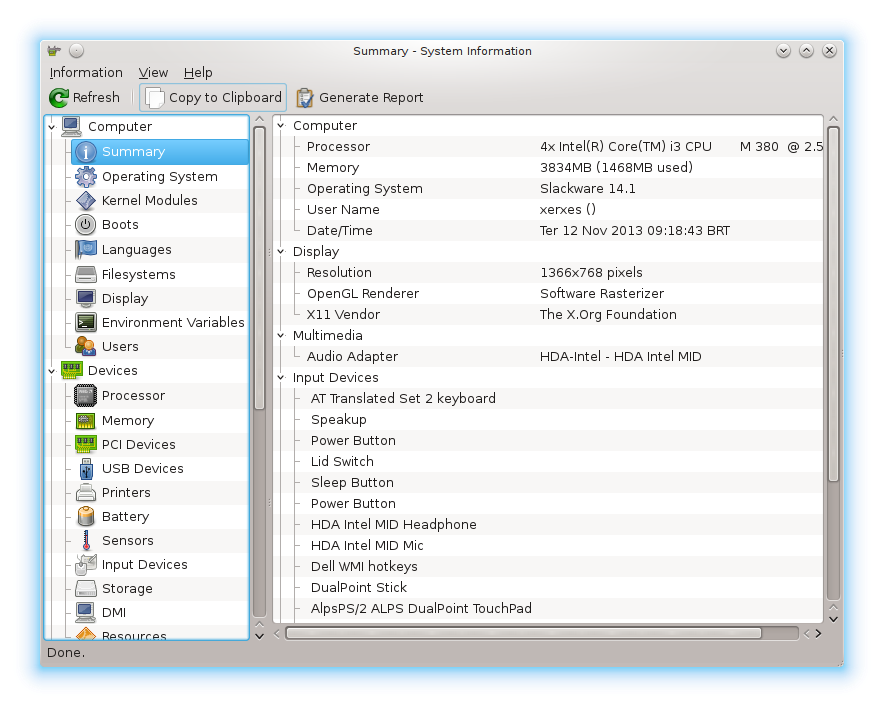 Summary - System Information
Information View Help
Refresh Copy to Clipboard Generate Report
Computer
Summary
Operating System
Kernel Modules
Boots
Languages
Filesystems
Display
Environment Variables
Users
Devices
Processor
Memory
PCI Devices
USB Devices
Printers
Battery
Sensors
Input Devices
Storage
DMI
Resources
Computer
Processor 4x Intel(R) Core(TM) i3 CPU M 380 @ 2.5
Memory 3834MB (1468MB used)
Operating System Slackware 14.1
User Name xerxes ()
Date/Time Ter 12 Nov 2013 09:18:43 BRT
Display
Resolution 1366x768 pixels
OpenGL Renderer Software Rasterizer
X11 Vendor The X.Org Foundation
Multimedia
Audio Adapter HDA-Intel - HDA Intel MID
Input Devices
AT Translated Set 2 keyboard
Speakup
Power Button
Lid Switch
Sleep Button
Power Button
HDA Intel MID Headphone
HDA Intel MID Mic
Dell WMI hotkeys
DualPoint Stick
AlpsPS/2 ALPS DualPoint TouchPad
Done.